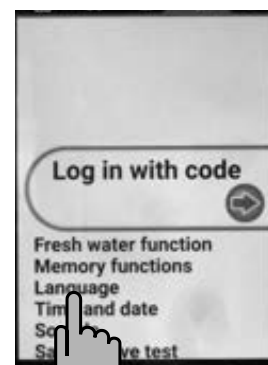 Log in with code
Fresh water function
Memory functions
Language
and date
test